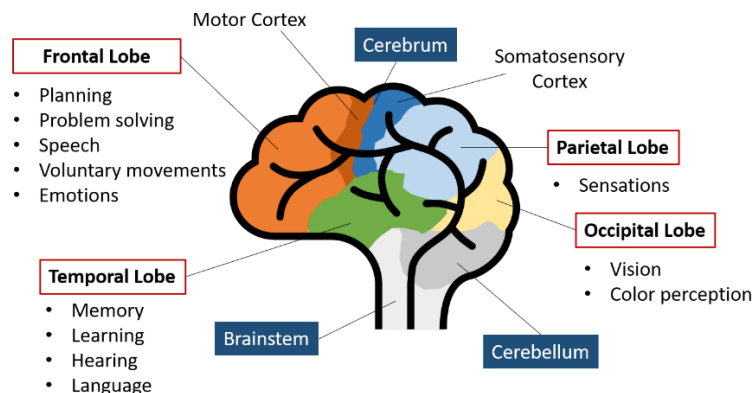 Motor Cortex
Cerebrum
Somatosensory
Cortex
Frontal Lobe
• Planning
• Problem solving
• Speech
• Voluntary movements
• Emotions
Parietal Lobe
• Sensations
Occipital Lobe
• Vision
• Color perception
Temporal Lobe
• Memory
• Learning
• Hearing
• Language
Brainstem
Cerebellum